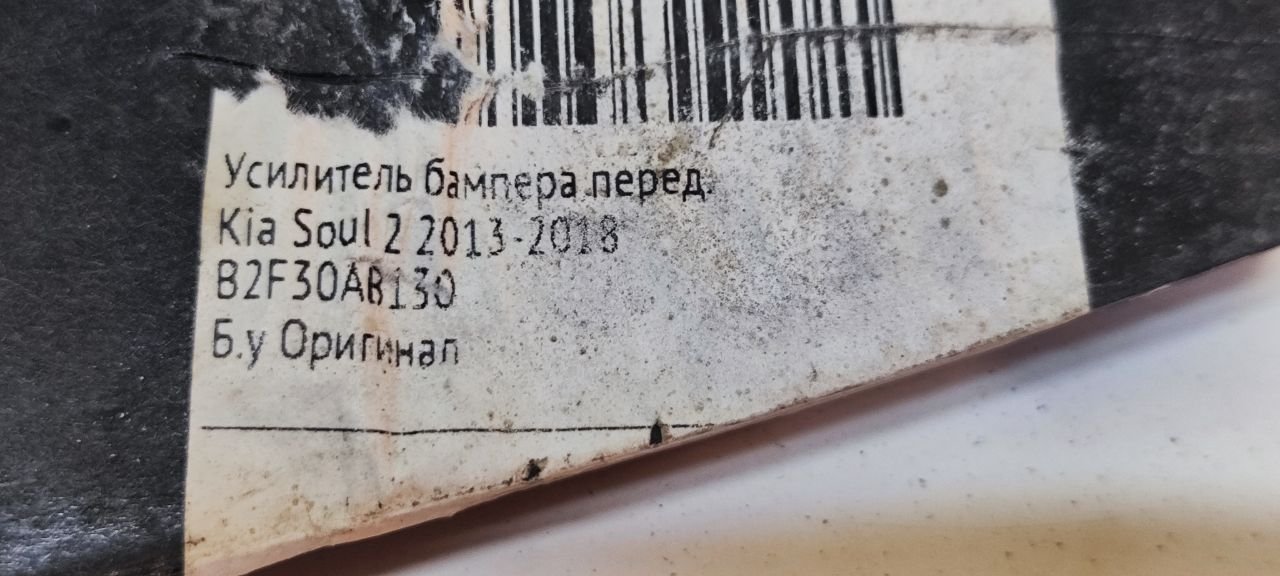 Усилитель бампера перед.
Kia Soul 2 2013-2018
B2F30AB130
Б.у Оригинал